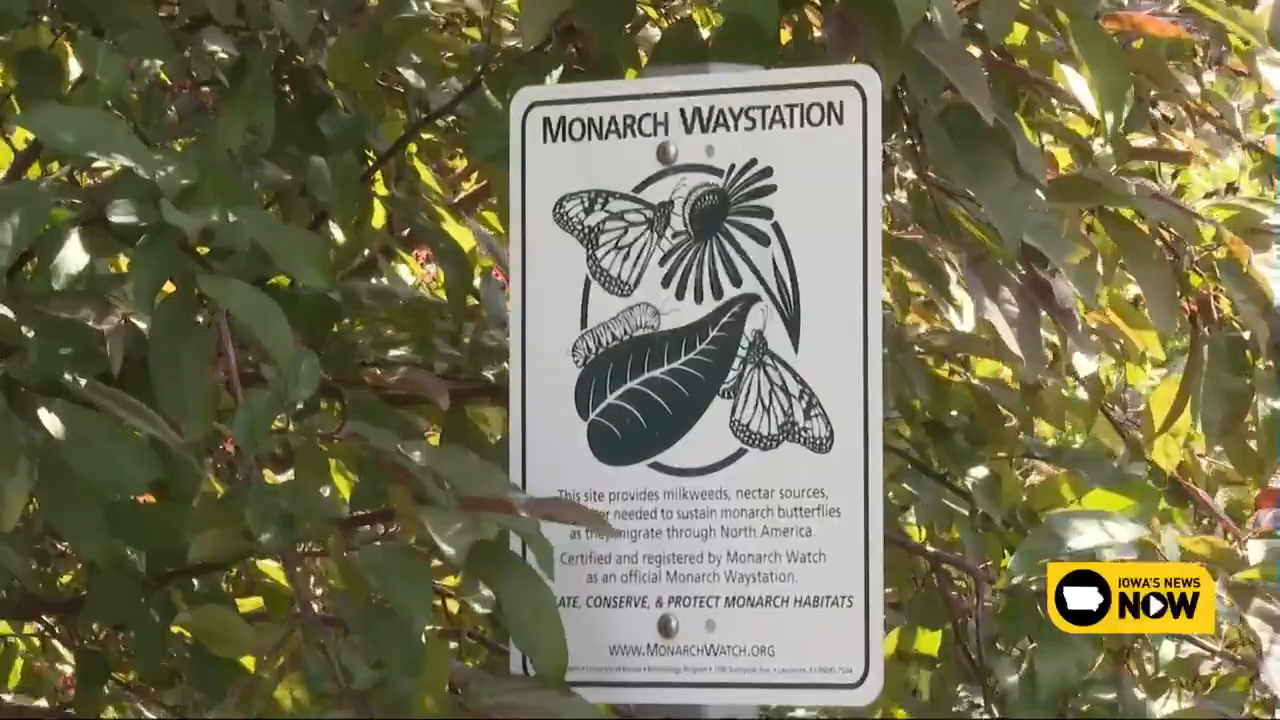 MONARCH WAYSTATION
This site provides milkweeds, nectar sources,
needed to sustain monarch butterflies
as they migrate through North America.
Certified and registered by Monarch Watch
as an official Monarch Waystation.
CONSERVE, & PROTECT MONARCH HABITATS
WWW.MONARCHWATCH.ORG
IOWA'S NEWS
NOW